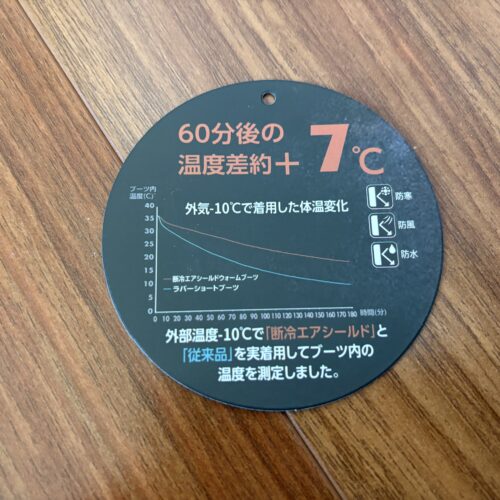 60分後の
温度差約＋7℃
ブーツ内
温度(℃)
外気-10℃で着用した体温変化
防寒
防風
防水
40
35
30
25
20
15
10
5
0
断冷エアシールドウォームブーツ
ラバーショートブーツ
0 10 20 30 40 50 60 70 80 90 100 110 120 130 140 150 160 170 180 時間(分)
外部温度-10℃で「断冷エアシールド」と
「従来品」を実着用してブーツ内の
温度を測定しました。